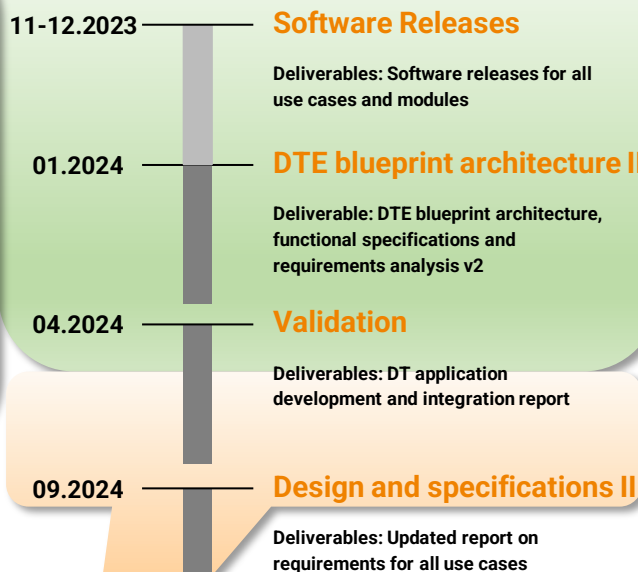 11-12.2023
Software Releases
Deliverables: Software releases for all
use cases and modules
01.2024
DTE blueprint architecture II
Deliverable: DTE blueprint architecture,
functional specifications and
requirements analysis v2
04.2024
Validation
Deliverables: DT application
development and integration report
09.2024
Design and specifications II
Deliverables: Updated report on
requirements for all use cases